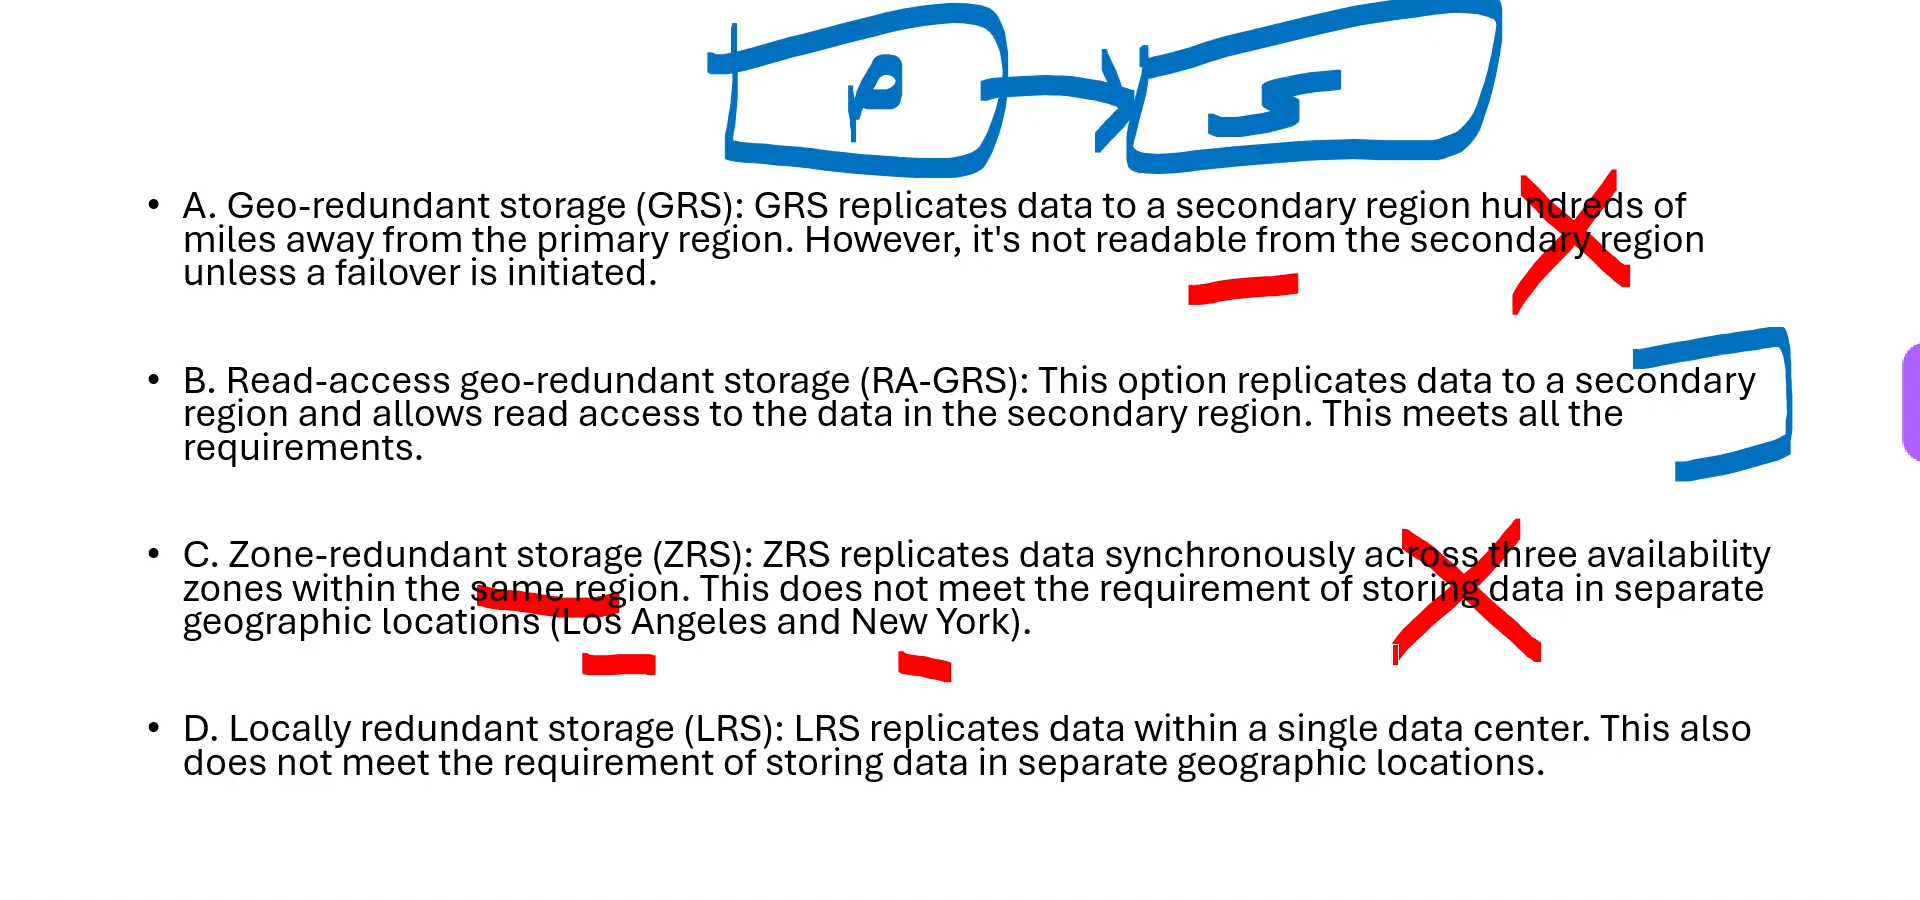 P S
• A. Geo-redundant storage (GRS): GRS replicates data to a secondary region hundreds of
miles away from the primary region. However, it's not readable from the secondary region
unless a failover is initiated.
• B. Read-access geo-redundant storage (RA-GRS): This option replicates data to a secondary
region and allows read access to the data in the secondary region. This meets all the
requirements.
• C. Zone-redundant storage (ZRS): ZRS replicates data synchronously across three availability
zones within the same region. This does not meet the requirement of storing data in separate
geographic locations (Los Angeles and New York).
• D. Locally redundant storage (LRS): LRS replicates data within a single data center. This also
does not meet the requirement of storing data in separate geographic locations.